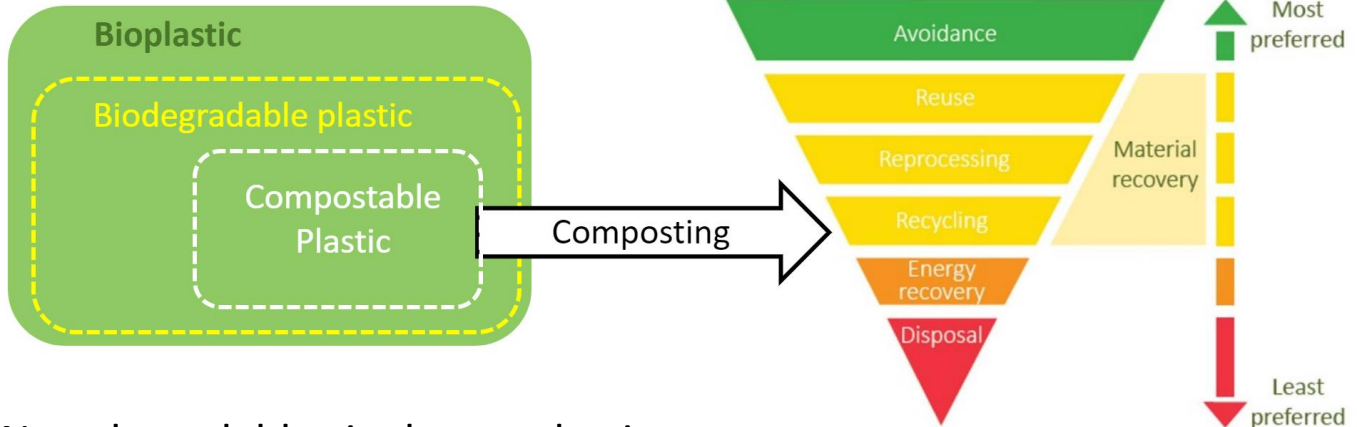 Bioplastic
Biodegradable plastic
Compostable
Plastic
Composting
Avoidance
Reuse
Reprocessing
Recycling
Energy
recovery
Disposal
Material
recovery
Most
preferred
Least
preferred